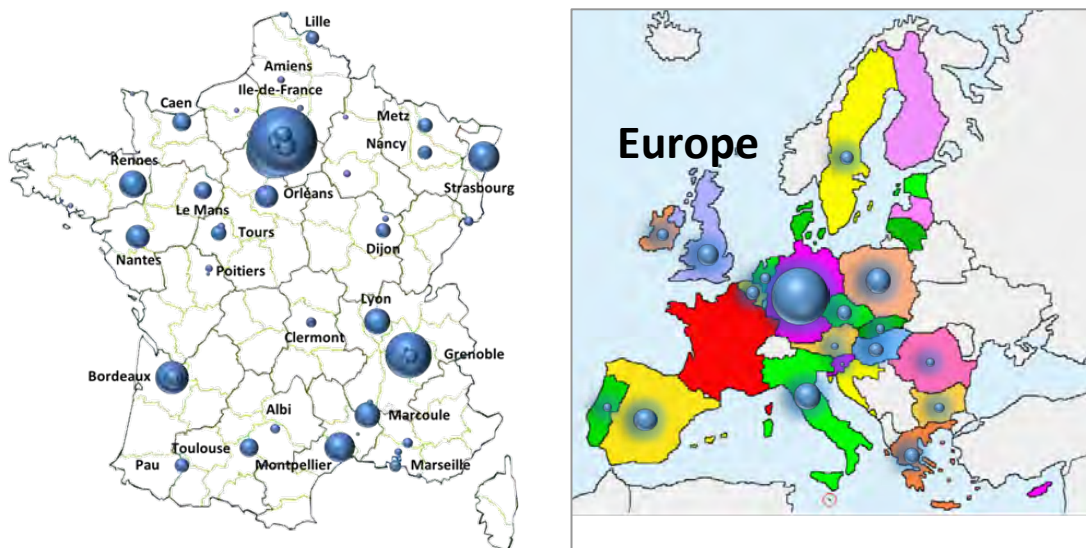 Lille
Amiens
Ile-de-France
Caen
Metz
Nancy
Rennes
Strasbourg
Orléans
Le Mans
Tours
Dijon
Nantes
Poitiers
Lyon
Clermont
Grenoble
Bordeaux
Albi
Marcoule
Toulouse
Pau
Montpellier
Marseille
Europe